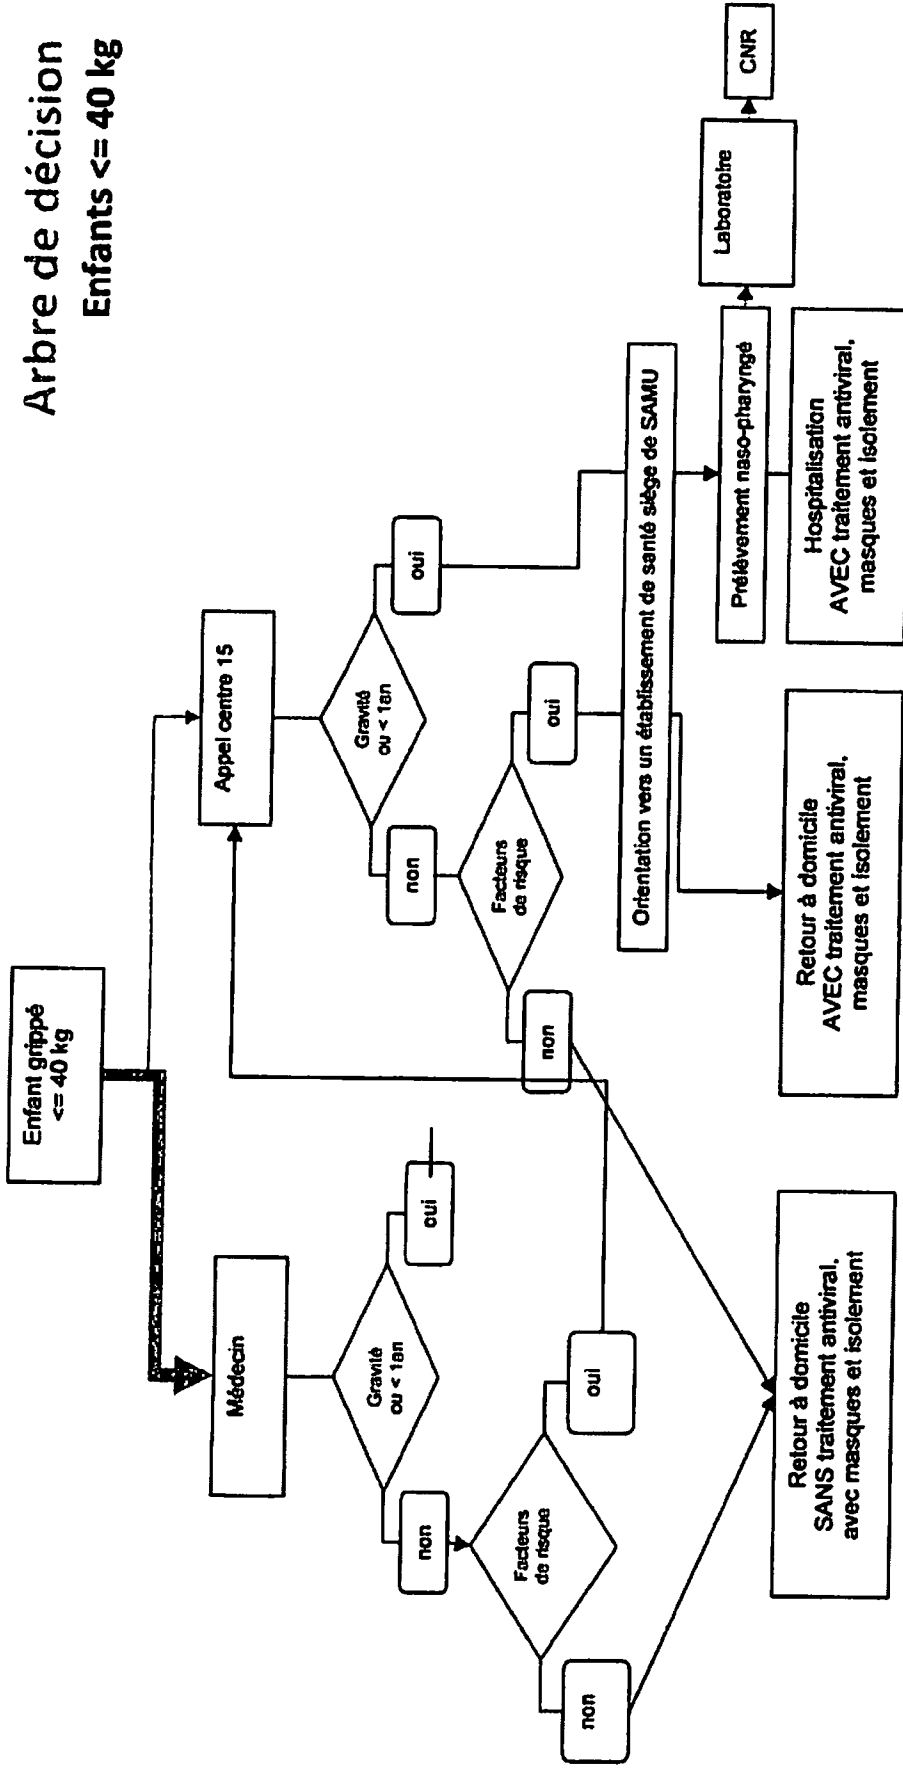 Arbre de décision
Enfants <= 40 kg
Enfant grippé
<= 40 kg
Médecin
Appel centre 15
Gravité
ou < 1an
Gravité
ou < 1an
non
oui
non
oui
Facteurs
de risque
Facteurs
de risque
non
oui
non
oui
Orientation vers un établissement de santé siège de SAMU
Prélèvement naso-pharyngé
Laboratoire
CNR
Retour à domicile
SANS traitement antiviral,
avec masques et isolement
Retour à domicile
AVEC traitement antiviral,
masques et isolement
Hospitalisation
AVEC traitement antiviral,
masques et isolement